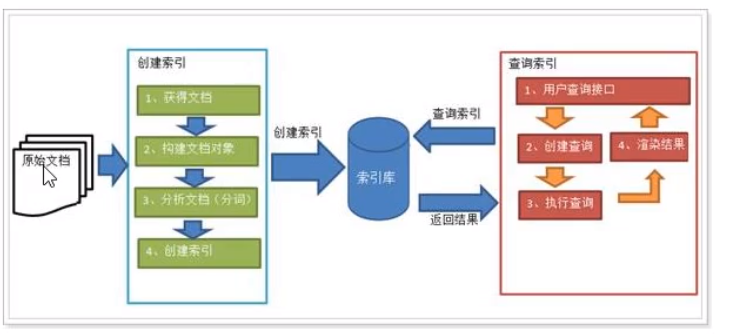 原始文档
创建索引
1、获得文档
2、构建文档对象
3、分析文档（分词）
4、创建索引
创建索引
索引库
查询索引
返回结果
查询索引
1、用户查询接口
2、创建查询
4、渲染结果
3、执行查询